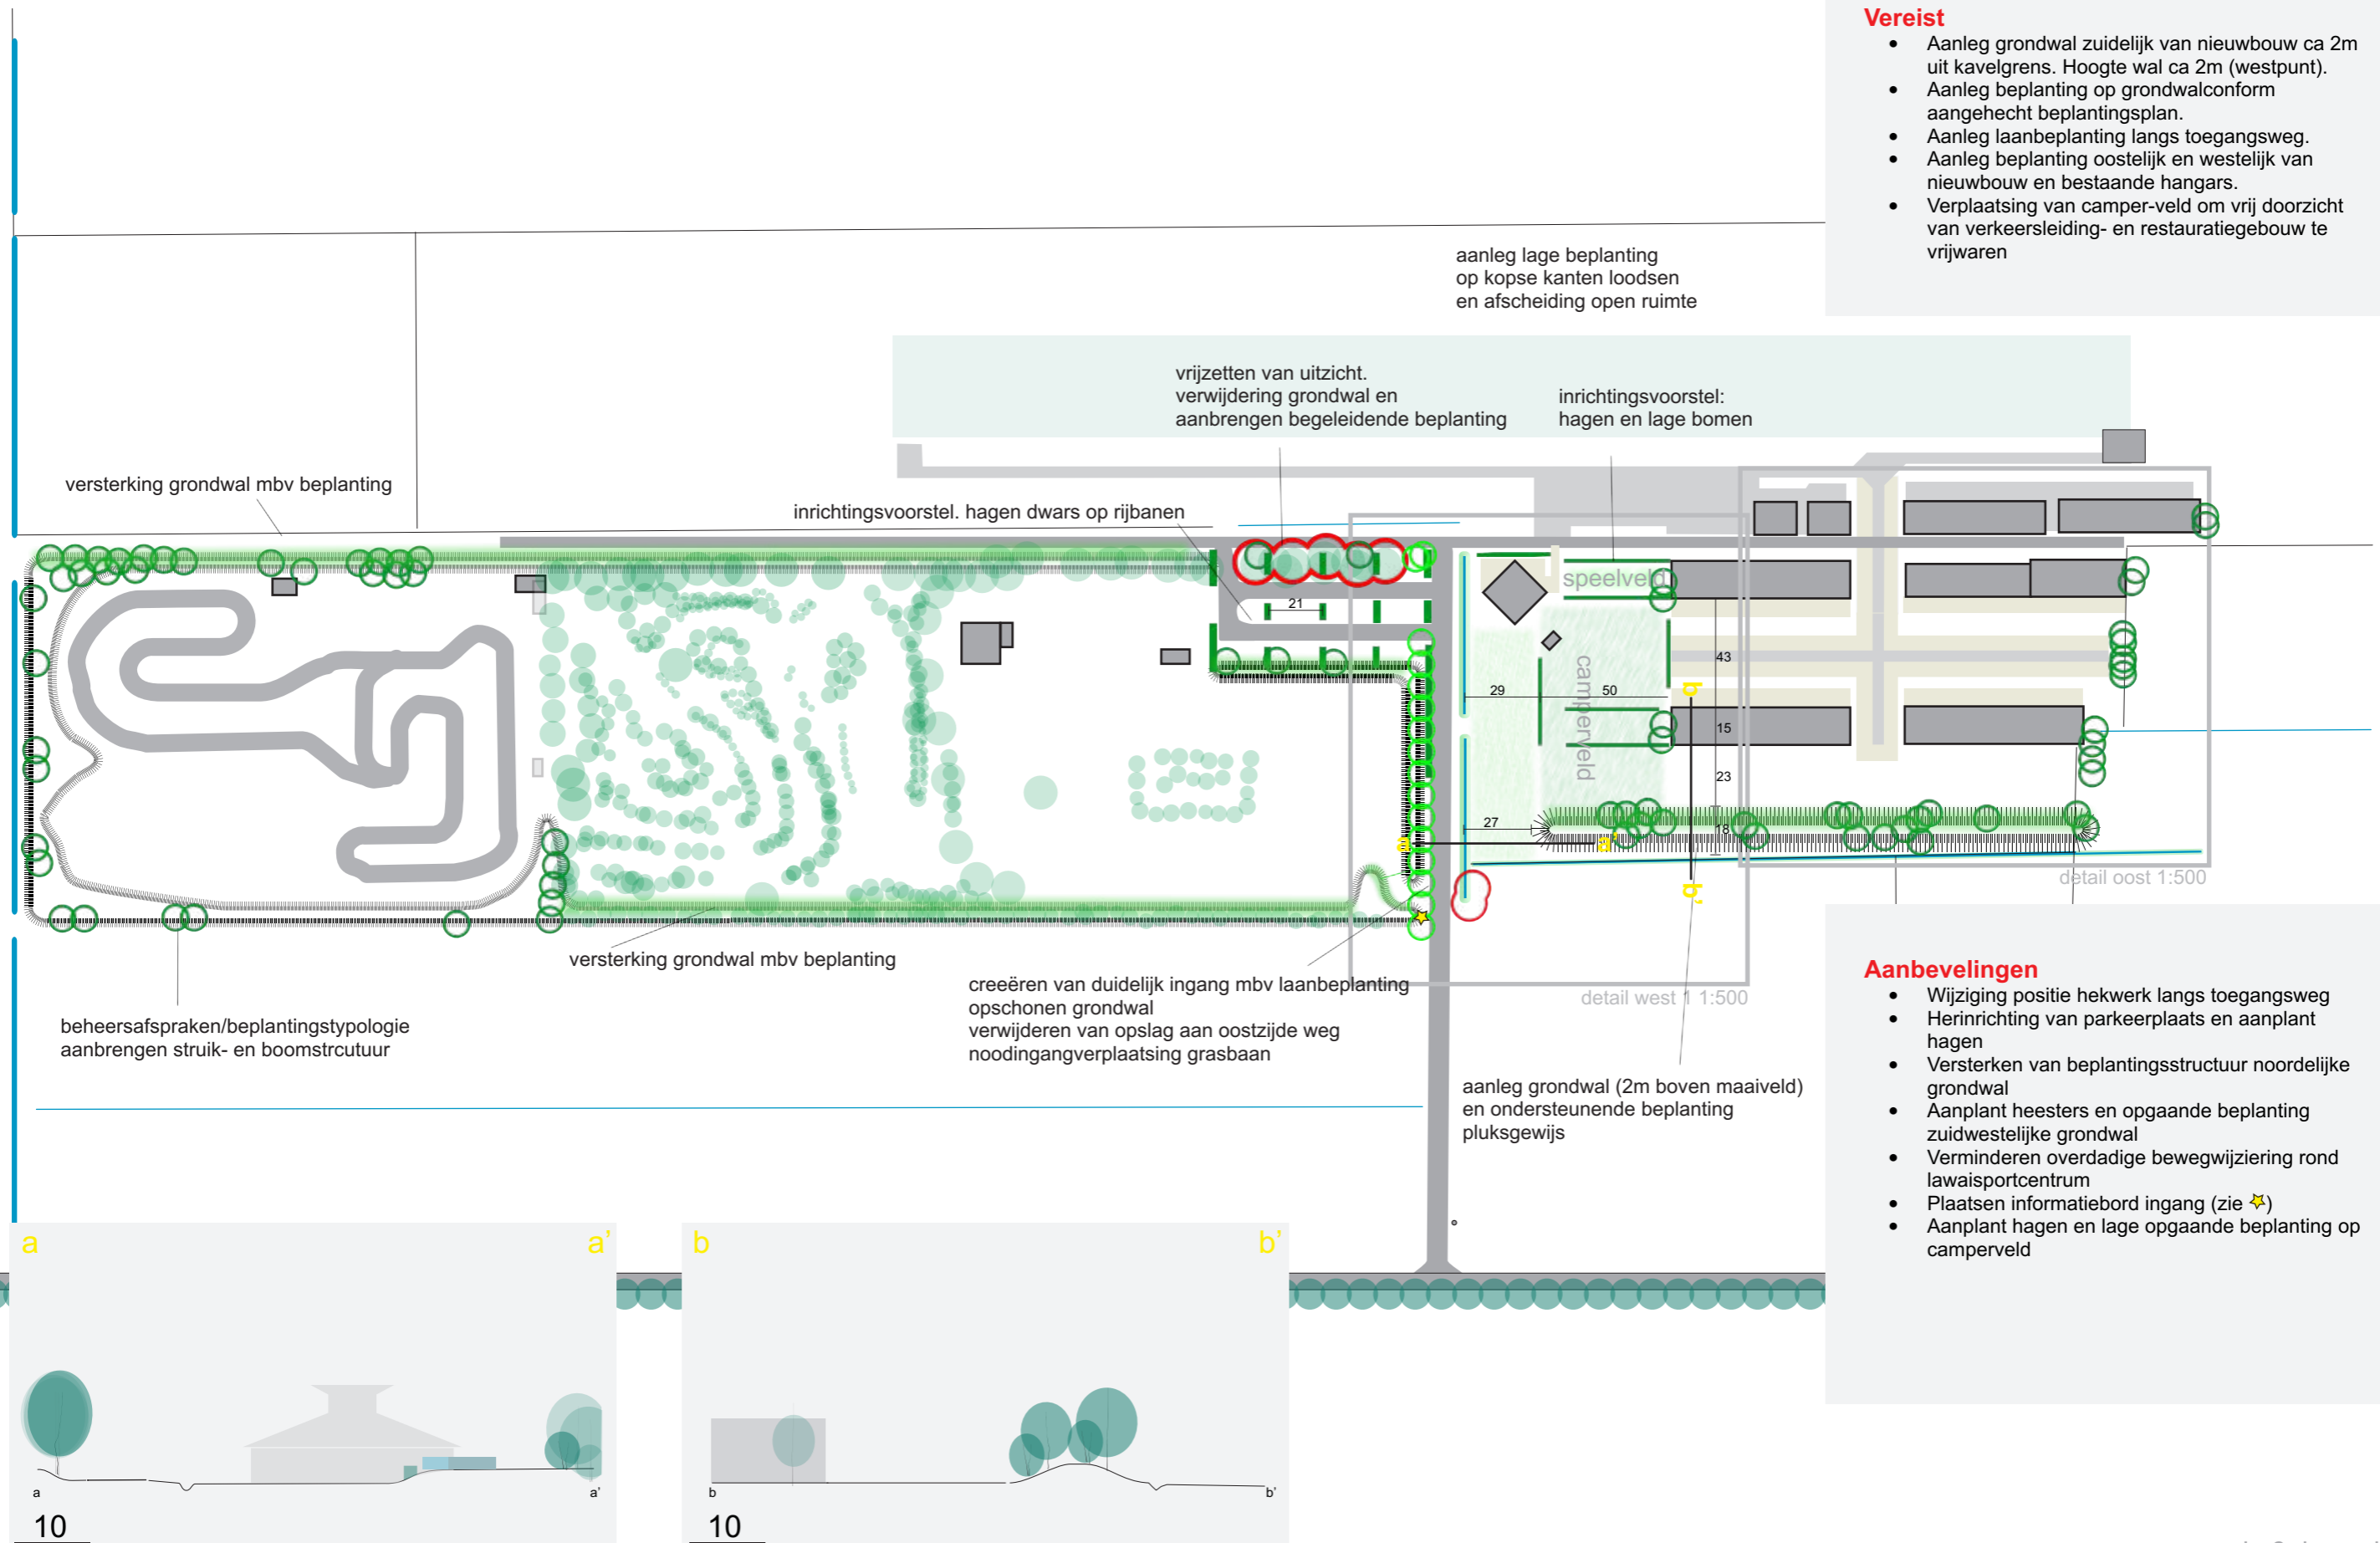 Vereist
• Aanleg grondwal zuidelijk van nieuwbouw ca 2m
uit kavelgrens. Hoogte wal ca 2m (westpunt).
• Aanleg beplanting op grondwalconform
aangehecht beplantingsplan.
• Aanleg laanbeplanting langs toegangsweg.
• Aanleg beplanting oostelijk en westelijk van
nieuwbouw en bestaande hangars.
• Verplaatsing van camper-veld om vrij doorzicht
van verkeersleiding- en restauratiegebouw te
vrijwaren
aanleg lage beplanting
op kopse kanten loodsen
en afscheiding open ruimte
vrijzetten van uitzicht.
verwijdering grondwal en
aanbrengen begeleidende beplanting
inrichtingsvoorstel:
hagen en lage bomen
versterking grondwal mbv beplanting
inrichtingsvoorstel. hagen dwars op rijbanen
speelveld
21
camperveld
43
29
50
b
15
23
27
18
a
a'
b'
detail oost 1:500
versterking grondwal mbv beplanting
creeëren van duidelijk ingang mbv laanbeplanting
opschonen grondwal
verwijderen van opslag aan oostzijde weg
noodingangverplaatsing grasbaan
detail west 1 1:500
beheersafspraken/beplantingstypologie
aanbrengen struik- en boomstrcutuur
aanleg grondwal (2m boven maaiveld)
en ondersteunende beplanting
pluksgewijs
Aanbevelingen
• Wijziging positie hekwerk langs toegangsweg
• Herinrichting van parkeerplaats en aanplant
hagen
• Versterken van beplantingsstructuur noordelijke
grondwal
• Aanplant heesters en opgaande beplanting
zuidwestelijke grondwal
• Verminderen overdadige bewegwijziering rond
lawaisportcentrum
• Plaatsen informatiebord ingang (zie )
• Aanplant hagen en lage opgaande beplanting op
camperveld
a a'
a a'
10
b b'
b b'
10